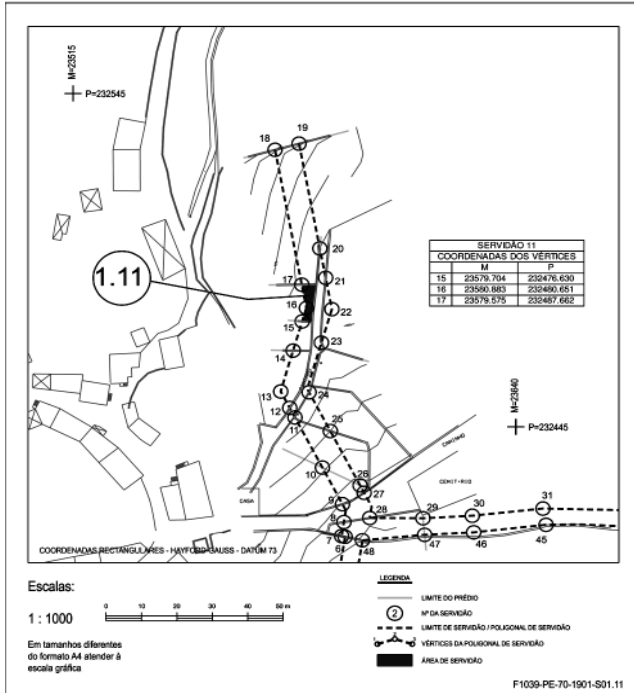 M=23515
P=232545
18
19
20
21
1.11
17
16
22
15
23
14
13
24
12
11
25
10
26
27
9
28
8
29
30
31
7
6
48
47
46
45
SERVIDÃO 11
COORDENADAS DOS VÉRTICES
M P
15 23579.704 232476.630
16 23580.883 232480.651
17 23579.575 232487.662
M=23640
P=232445
CAMINHO
CEMIT-RIO
CASA
COORDENADAS RECTANGULARES - HAYFORD-GAUSS - DATUM 73
Escalas:
1 : 1000
0 10 20 30 40 50 m
Em tamanhos diferentes
do formato A4 atender à
escala gráfica
LEGENDA
LIMITE DO PRÉDIO
2 Nº DA SERVIDÃO
LIMITE DE SERVIDÃO / POLIGONAL DE SERVIDÃO
VÉRTICES DA POLIGONAL DE SERVIDÃO
ÁREA DE SERVIDÃO
F1039-PE-70-1901-S01.11